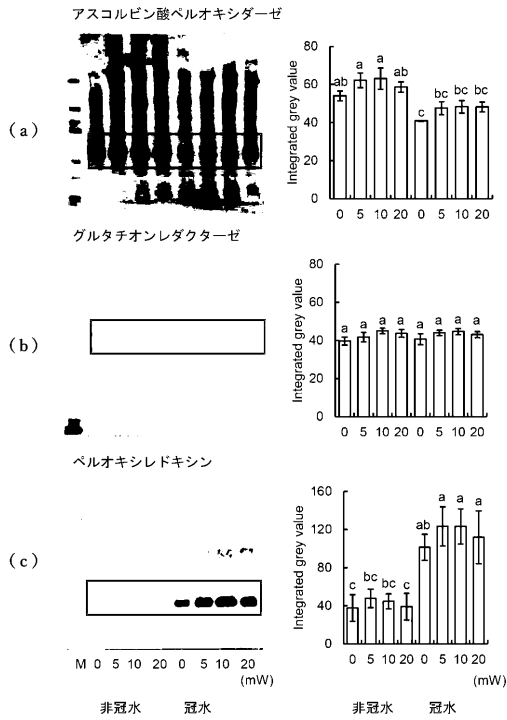 アスコルビン酸ペルオキシダーゼ
(a)
Integrated grey value
80
60
40
20
0
ab a a ab c bc bc bc
0 5 10 20 0 5 10 20
グルタチオンレダクターゼ
(b)
Integrated grey value
80
60
40
20
0
a a a a a a a a
0 5 10 20 0 5 10 20
ペルオキシレドキシン
(c)
Integrated grey value
160
120
80
40
0
c bc bc c ab a a a
M 0 5 10 20 0 5 10 20
(mW)
非冠水 冠水
0 5 10 20 0 5 10 20
(mW)
非冠水 冠水